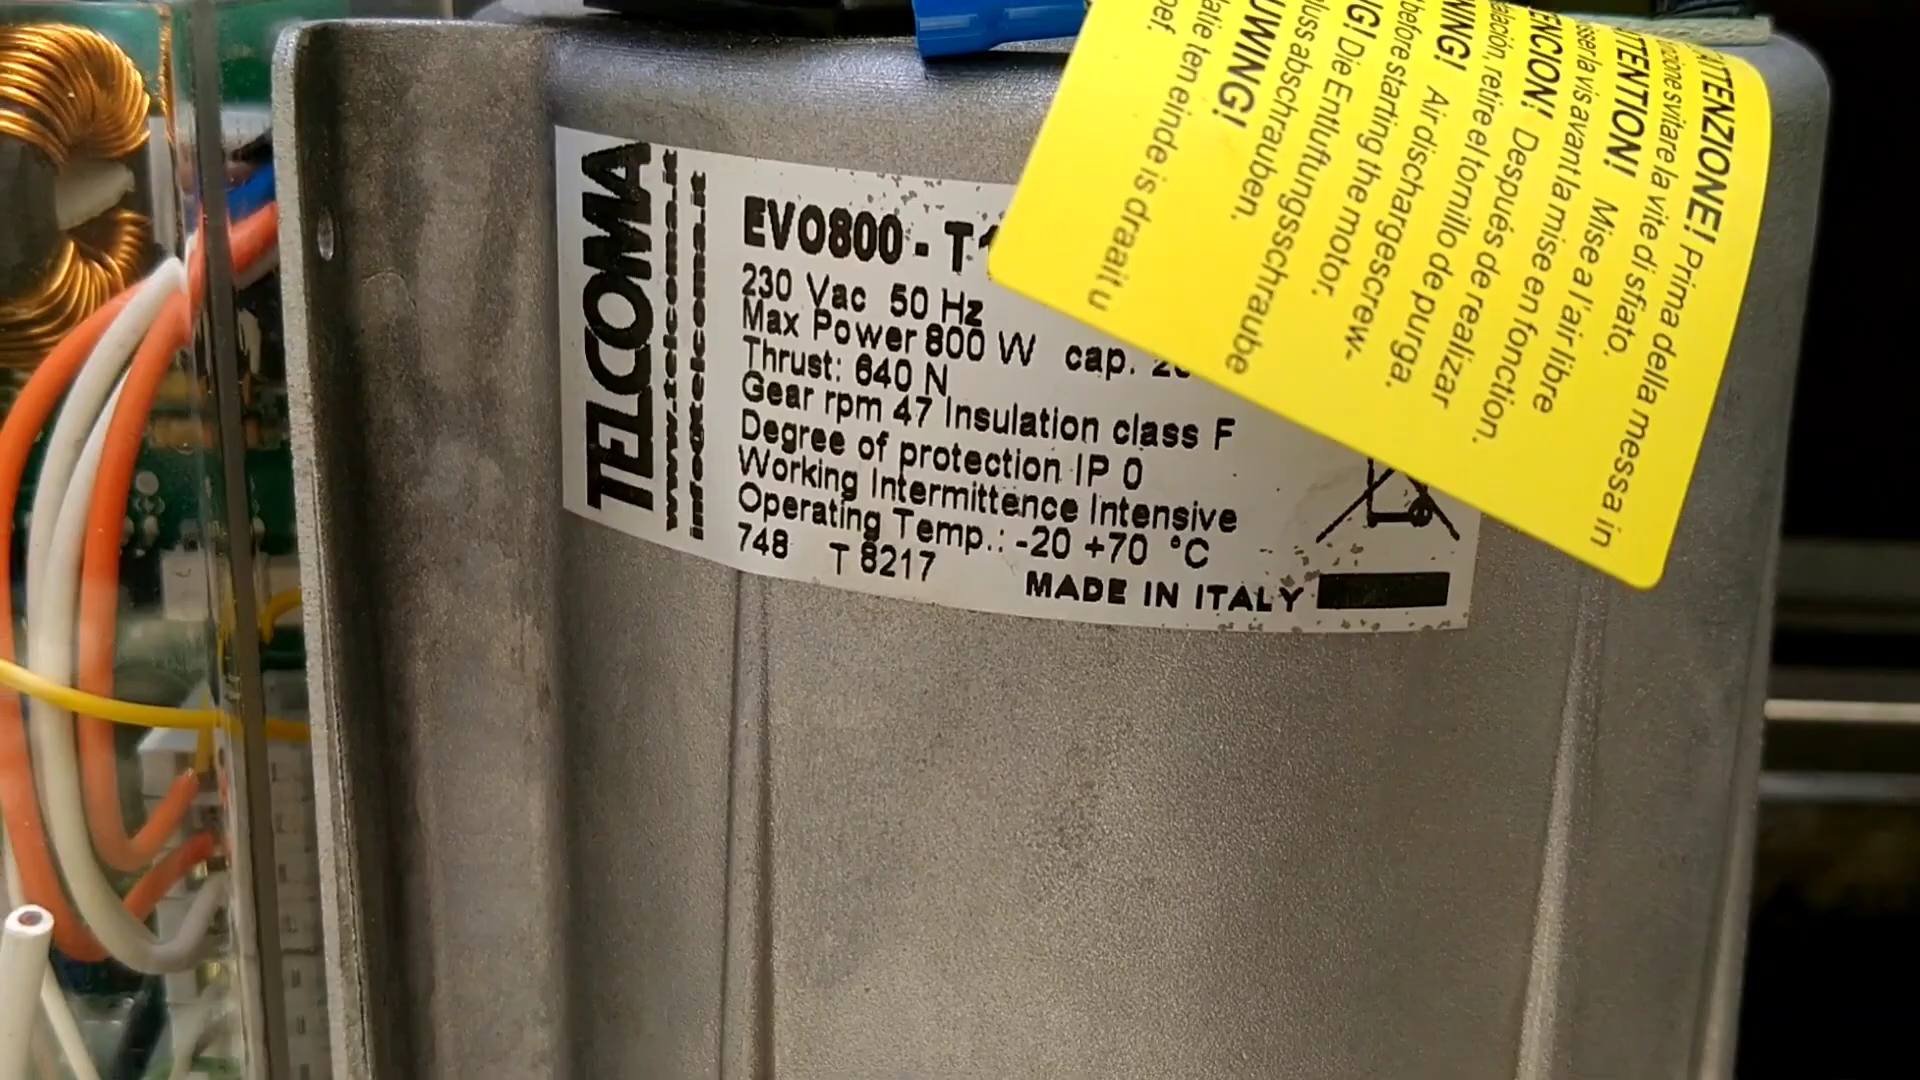 TELCOMA
www.telcoma.it
info@telcoma.it
EVO800 - T1
230 Vac 50 Hz
Max Power 800 W cap.
Thrust: 640 N
Gear rpm 47 Insulation class F
Degree of protection IP 0
Working Intermittence Intensive
Operating Temp.: -20 +70 °C
748 T 8217
MADE IN ITALY
ATTENZIONE! Prima della messa in
svitare la vite di sfiato.
ATTENTION! Mise a l'air libre
la vis avant la mise en fonction.
Después de realizar
retire el tornillo de purga.
Air dischargescrew-
before starting the motor.
Die Entluftungsschraube
abschrauben.
ten einde is draait u